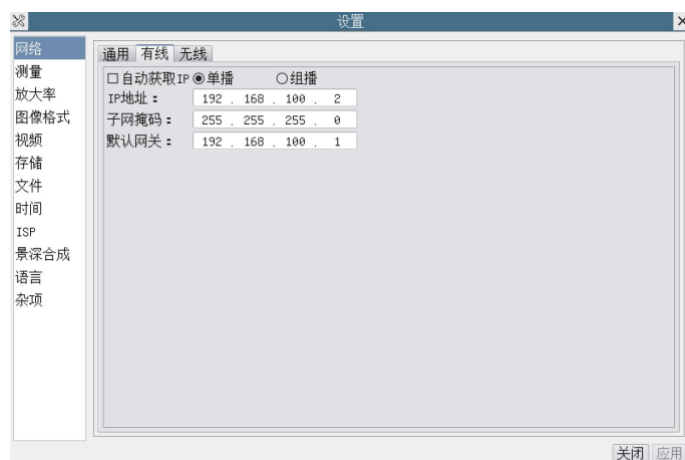 设置
网络
测量
放大率
图像格式
视频
存储
文件
时间
ISP
景深合成
语言
杂项
通用 有线 无线
自动获取IP 单播 组播
IP地址： 192 . 168 . 100 . 2
子网掩码： 255 . 255 . 255 . 0
默认网关： 192 . 168 . 100 . 1
关闭 应用